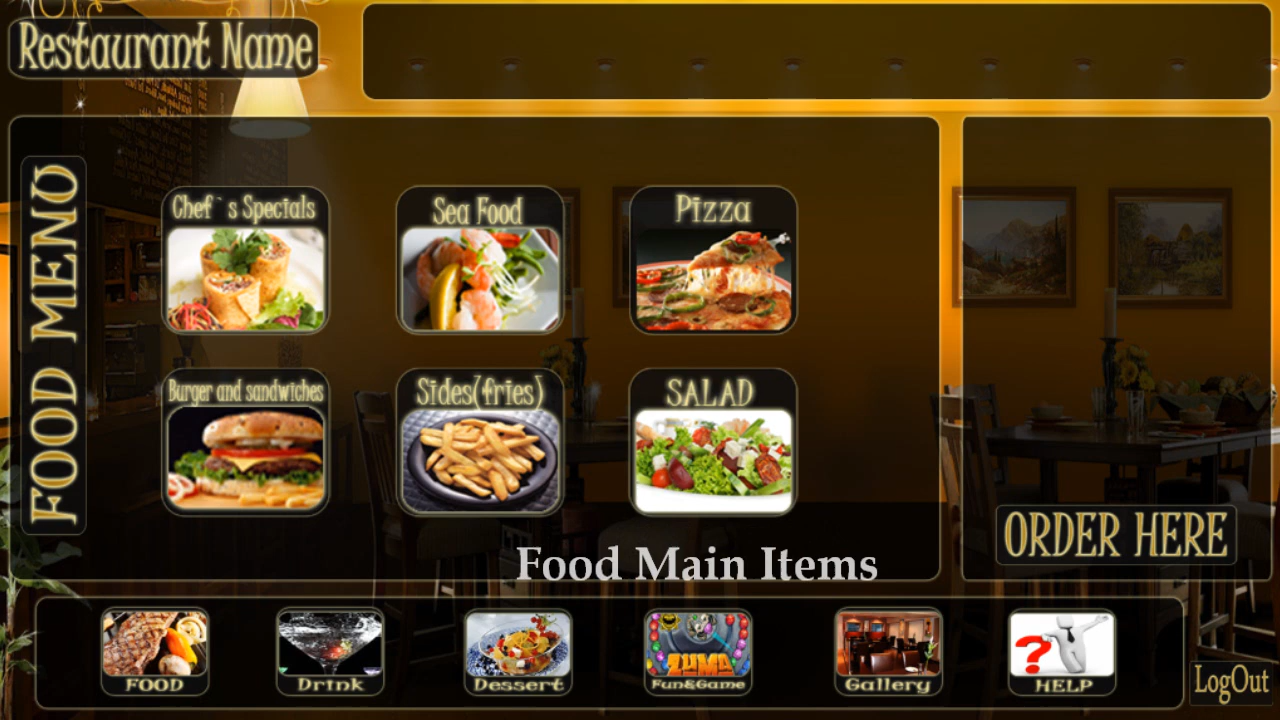 Restaurant Name
FOOD MENO
Chef`s Specials
Sea Food
Pizza
Burger and sandwiches
Sides(fries)
SALAD
ORDER HERE
Food Main Items
FOOD
Drink
Dessert
ZUMA
Fun&Game
Gallery
HELP
LogOut